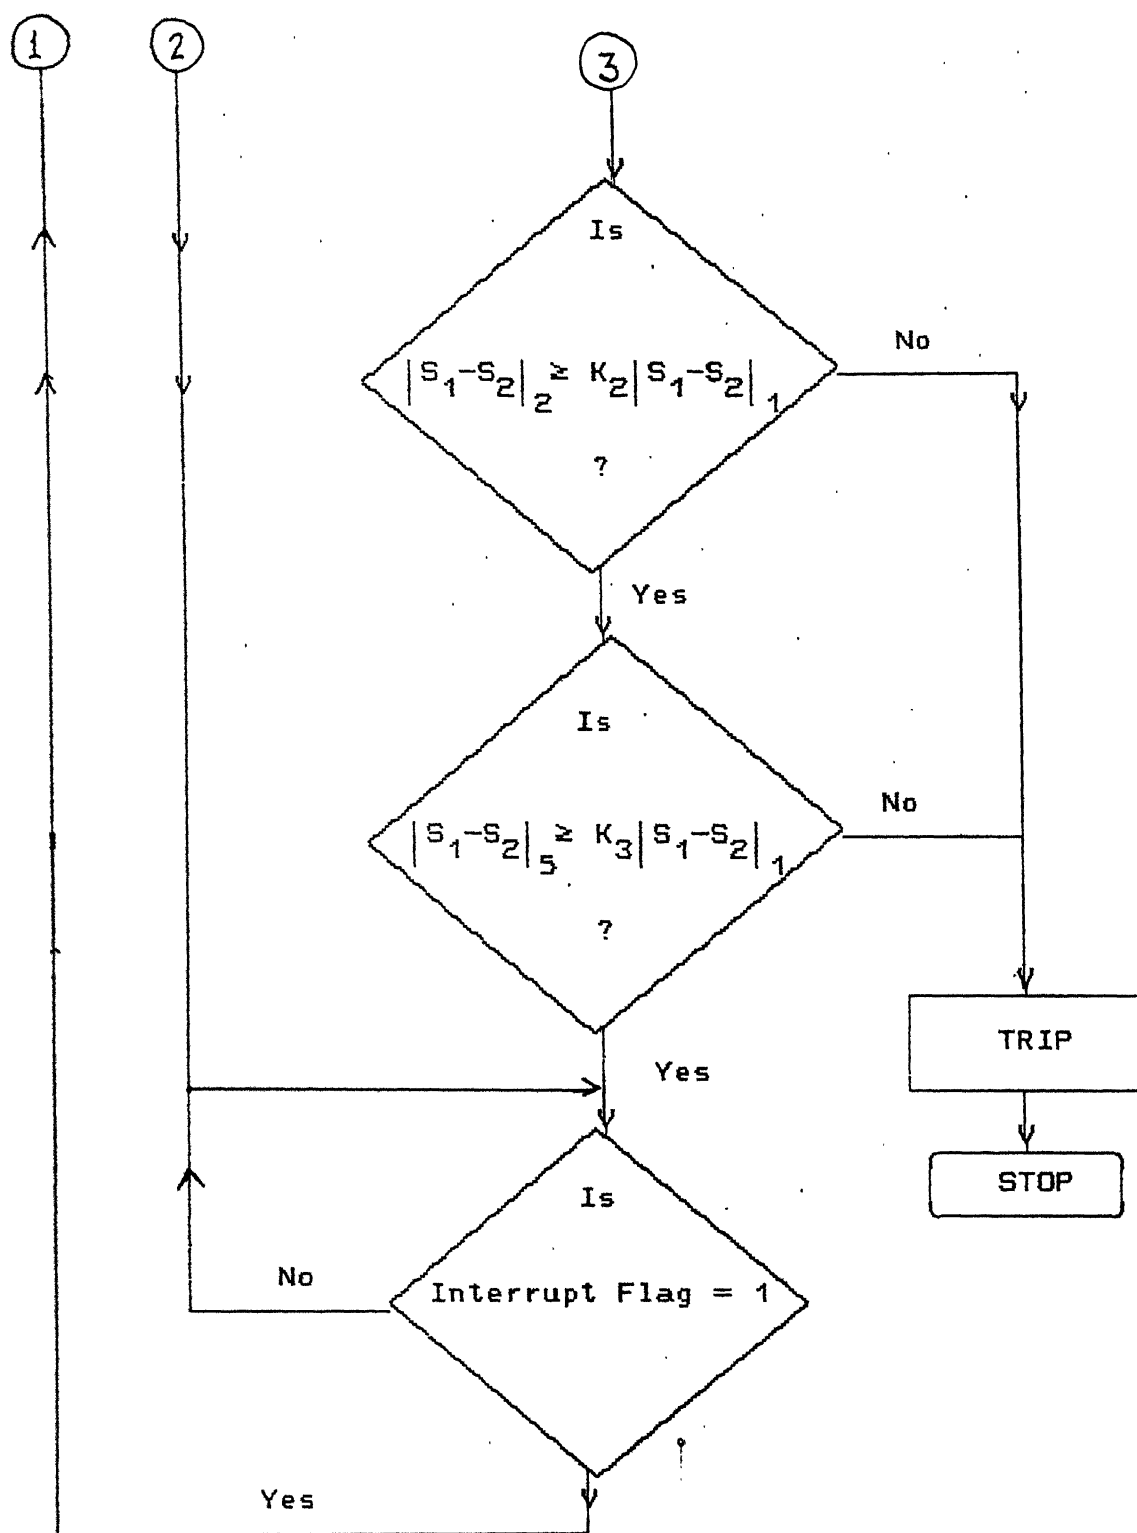 1
2
3
Is
|S₁-S₂|₂ ≥ K₂|S₁-S₂|₁
?
No
Yes
Is
|S₁-S₂|₅ ≥ K₃|S₁-S₂|₁
?
No
Yes
TRIP
STOP
Is
Interrupt Flag = 1
No
Yes